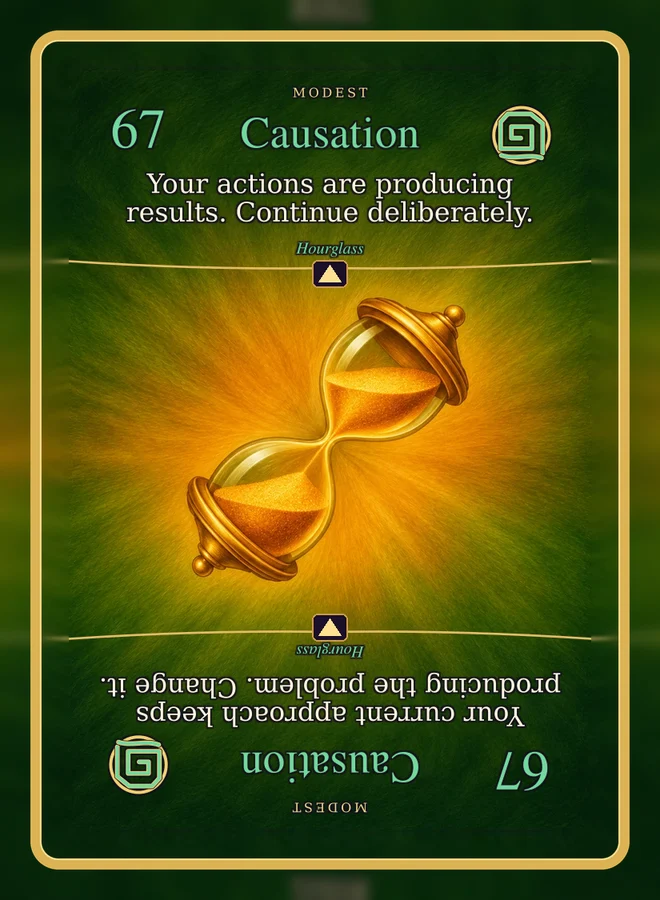 MODEST
67
Causation
Your actions are producing
results. Continue deliberately.
Hourglass
Hourglass
Your current approach keeps
producing the problem. Change it.
67
Causation
MODEST